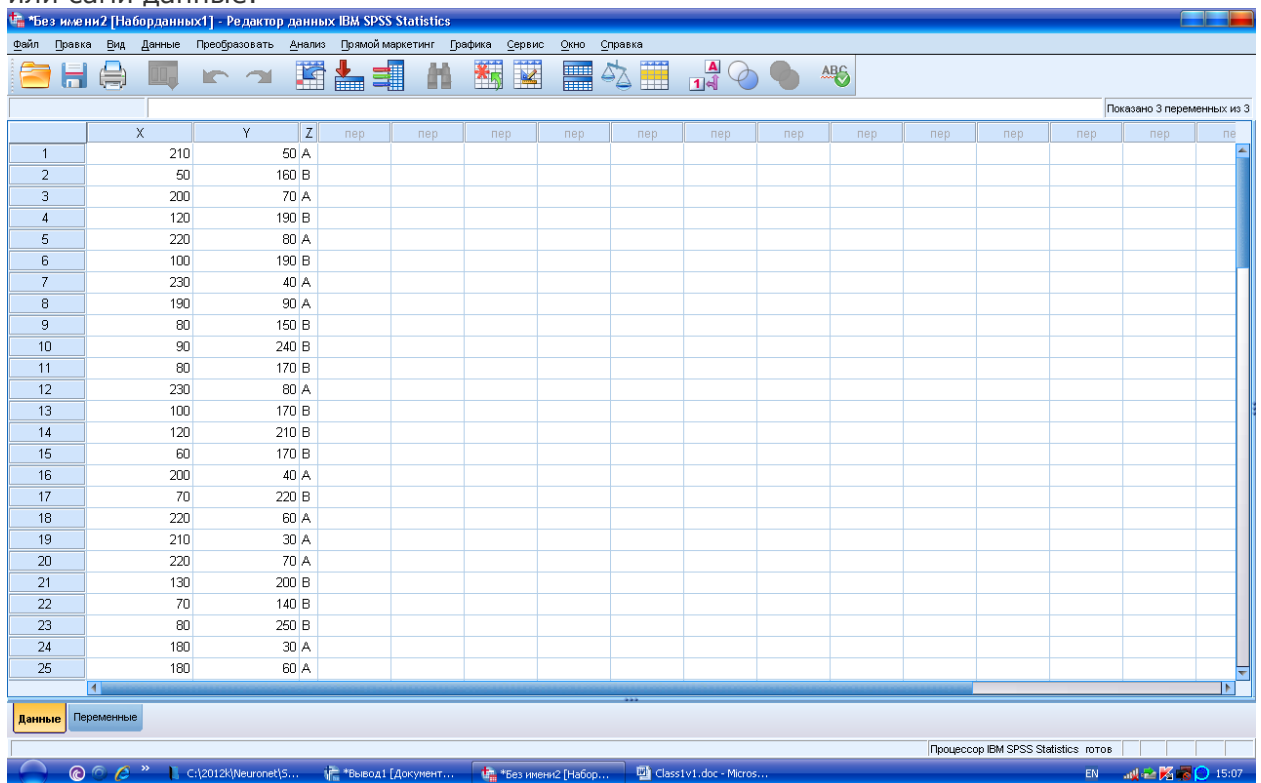 или сами данные:
*Без имени2 [Наборданных1] - Редактор данных IBM SPSS Statistics
Файл Правка Вид Данные Преобразовать Анализ Прямой маркетинг Графика Сервис Окно Справка
Показано 3 переменных из 3
X Y Z пер пер пер пер пер пер пер пер пер пер пер пер пе
1 210 50 A
2 50 160 B
3 200 70 A
4 120 190 B
5 220 80 A
6 100 190 B
7 230 40 A
8 190 90 A
9 80 150 B
10 90 240 B
11 80 170 B
12 230 80 A
13 100 170 B
14 120 210 B
15 60 170 B
16 200 40 A
17 70 220 B
18 220 60 A
19 210 30 A
20 220 70 A
21 130 200 B
22 70 140 B
23 80 250 B
24 180 30 A
25 180 60 A
Данные Переменные
Процессор IBM SPSS Statistics готов
C:\2012k\Neuronet\S... *Вывод1 [Документ... *Без имени2 [Набор... Class1v1.doc - Micros... EN 15:07